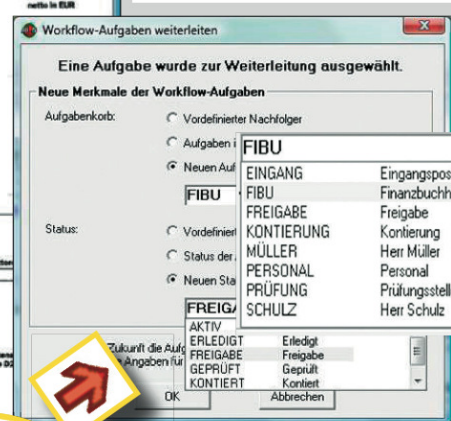 netto in EUR
Workflow-Aufgaben weiterleiten
Eine Aufgabe wurde zur Weiterleitung ausgewählt.
Neue Merkmale der Workflow-Aufgaben
Aufgabenkorb:
Vordefinierter Nachfolger
Aufgaben i
Neuen Auf
FIBU
FIBU
EINGANG Eingangspos
FIBU Finanzbuchh
FREIGABE Freigabe
KONTIERUNG Kontierung
MÜLLER Herr Müller
PERSONAL Personal
PRÜFUNG Prüfungsstell
SCHULZ Herr Schulz
Status:
Vordefiniert
Status der
Neuen Sta
FREIGA
AKTIV
ERLEDIGT Erledigt
FREIGABE Freigabe
GEPRÜFT Geprüft
KONTIERT Kontiert
Zukunft die Aufg
Angaben für
OK
Abbrechen